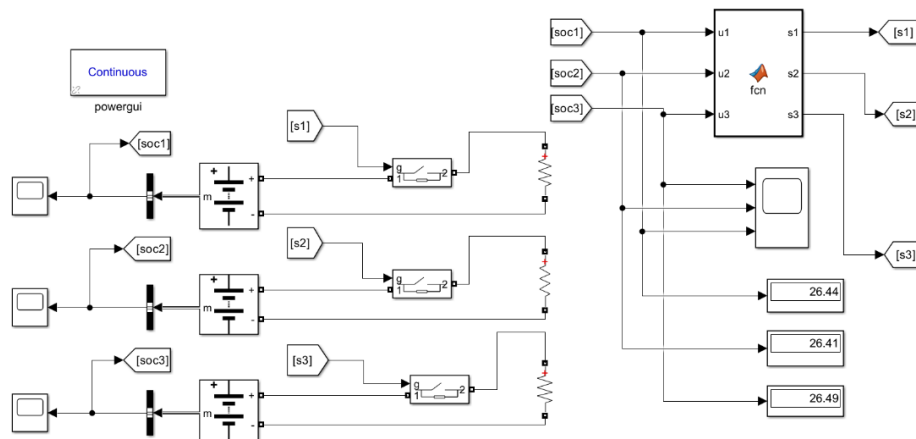 Continuous
powergui
[soc1]
[s1]
g
1
2
+
m
+
-
+
[soc2]
[s2]
g
1
2
+
m
+
-
+
[soc3]
[s3]
g
1
2
+
m
+
-
+
[soc1]
[soc2]
[soc3]
u1
u2
u3
s1
s2
s3
fcn
[s1]
[s2]
[s3]
26.44
26.41
26.49